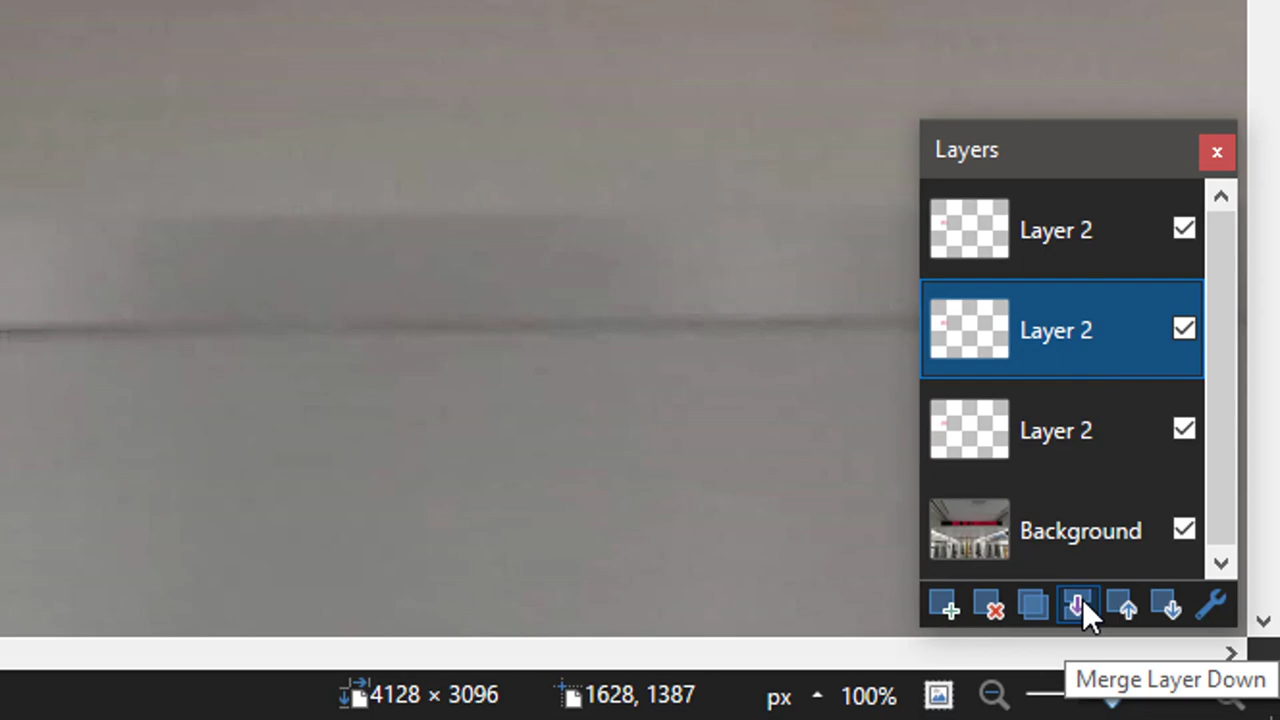 Layers
x
Layer 2
Layer 2
Layer 2
Background
4128 × 3096
1628, 1387
px
100%
Merge Layer Down